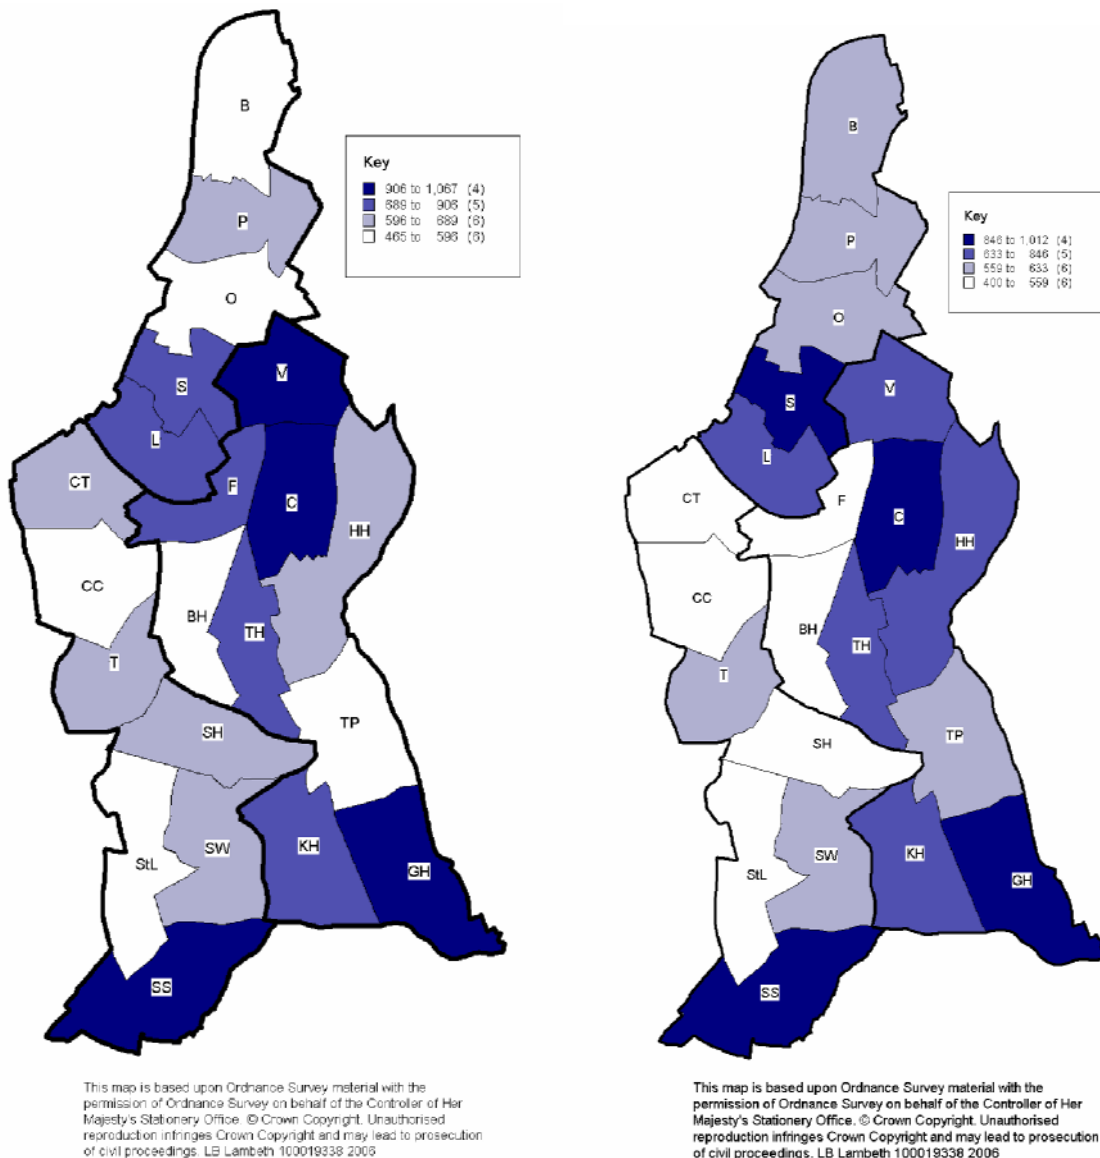 B
P
O
S
V
L
CT
F
C
HH
CC
BH
TH
T
SH
TP
StL
SW
KH
GH
SS
Key
906 to 1,067 (4)
689 to 906 (5)
596 to 689 (6)
465 to 596 (6)
This map is based upon Ordnance Survey material with the
permission of Ordnance Survey on behalf of the Controller of Her
Majesty's Stationery Office. © Crown Copyright. Unauthorised
reproduction infringes Crown Copyright and may lead to prosecution
of civil proceedings. LB Lambeth 100019338 2006
B
P
O
S
V
L
CT
F
C
HH
CC
BH
TH
T
SH
TP
StL
SW
KH
GH
SS
Key
846 to 1,012 (4)
633 to 846 (5)
559 to 633 (6)
400 to 559 (6)
This map is based upon Ordnance Survey material with the
permission of Ordnance Survey on behalf of the Controller of Her
Majesty's Stationery Office. © Crown Copyright. Unauthorised
reproduction infringes Crown Copyright and may lead to prosecution
of civil proceedings. LB Lambeth 100019338 2006